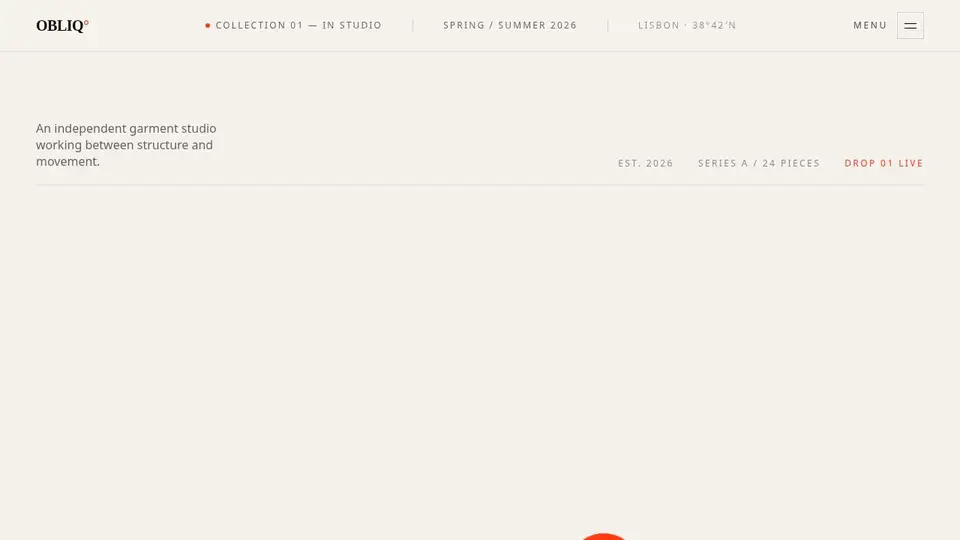 OBLIQ°
COLLECTION 01 — IN STUDIO
SPRING / SUMMER 2026
LISBON · 38°42′N
MENU
An independent garment studio
working between structure and
movement.
EST. 2026
SERIES A / 24 PIECES
DROP 01 LIVE